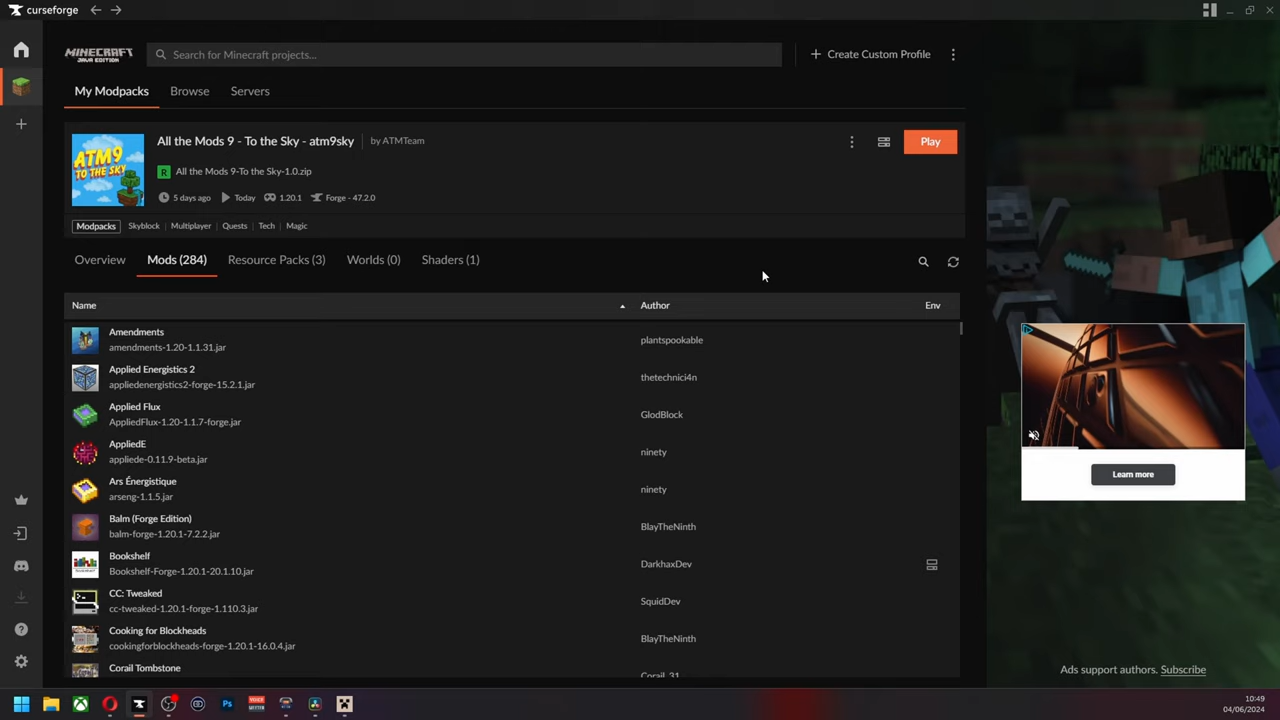 curseforge
MINECRAFT
JAVA EDITION
Search for Minecraft projects...
Create Custom Profile
My Modpacks
Browse
Servers
ATM9
TO THE SKY
All the Mods 9 - To the Sky - atm9sky
by ATMTeam
R
All the Mods 9-To the Sky-1.0.zip
5 days ago
Today
1.20.1
Forge - 47.2.0
Play
Modpacks
Skyblock
Multiplayer
Quests
Tech
Magic
Overview
Mods (284)
Resource Packs (3)
Worlds (0)
Shaders (1)
Name
Author
Env
Amendments
amendments-1.20-1.1.31.jar
plantspookable
Applied Energistics 2
appliedenergistics2-forge-15.2.1.jar
thetechnici4n
Applied Flux
AppliedFlux-1.20-1.1.7-forge.jar
GlodBlock
AppliedE
appliede-0.11.9-beta.jar
ninety
Ars Énergistique
arseng-1.1.5.jar
ninety
Balm (Forge Edition)
balm-forge-1.20.1-7.2.2.jar
BlayTheNinth
Bookshelf
Bookshelf-Forge-1.20.1-20.1.10.jar
DarkhaxDev
CC: Tweaked
cc-tweaked-1.20.1-forge-1.110.3.jar
SquidDev
Cooking for Blockheads
cookingforblockheads-forge-1.20.1-16.0.4.jar
BlayTheNinth
Corail Tombstone
Corail_31
Learn more
Ads support authors. Subscribe
Ps
10:49
04/06/2024